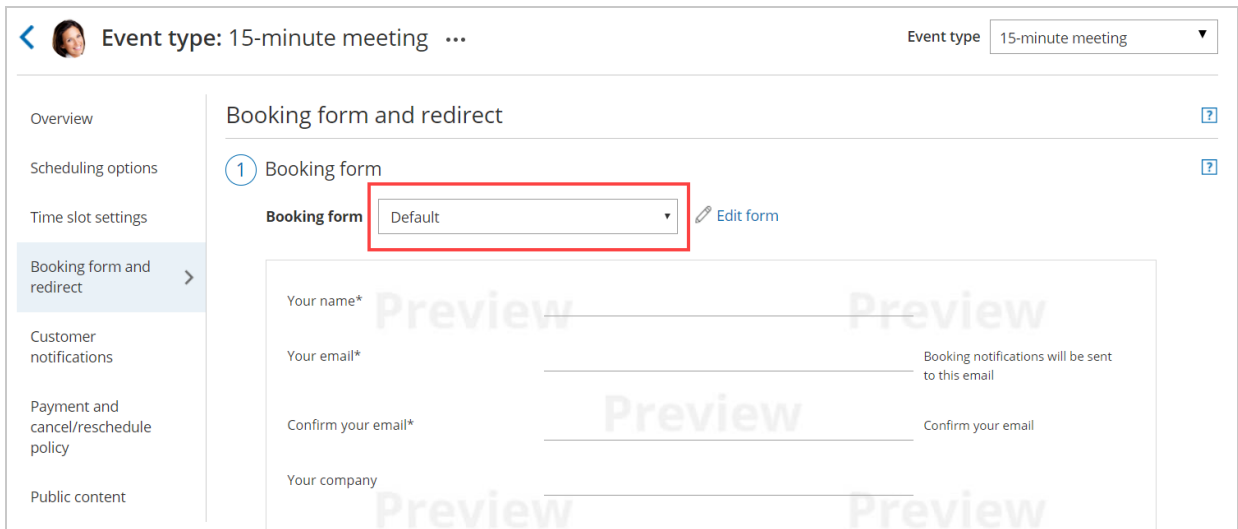 Event type: 15-minute meeting ...
Event type 15-minute meeting
Overview
Scheduling options
Time slot settings
Booking form and
redirect
Customer
notifications
Payment and
cancel/reschedule
policy
Public content
Booking form and redirect ?
1 Booking form ?
Booking form Default Edit form
Preview Preview
Your name*
Your email* Booking notifications will be sent
to this email
Preview
Confirm your email* Confirm your email
Your company
Preview Preview